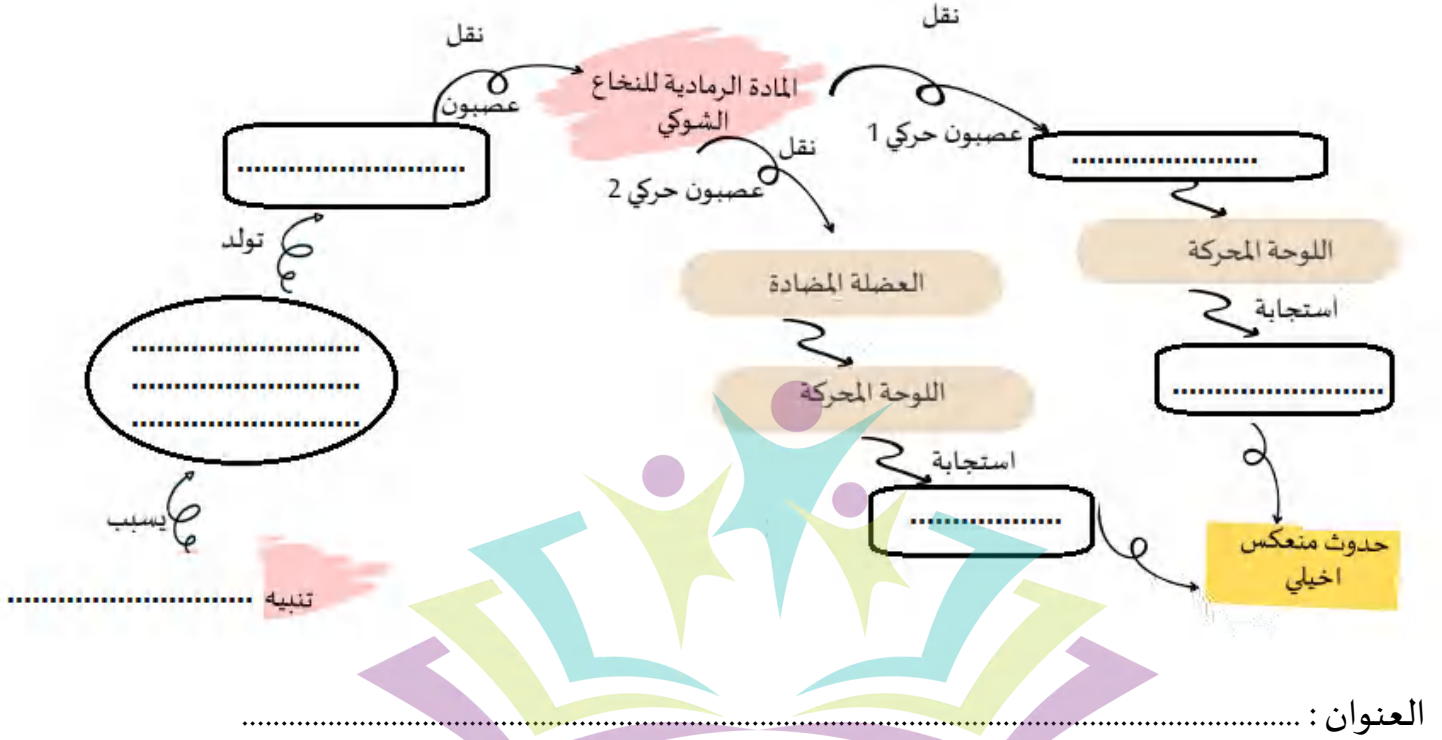 نقل
نقل
عصبون
المادة الرمادية للنخاع
الشوكي
عصبون حركي 1
......................
نقل
عصبون حركي 2
...........................
تولد
اللوحة المحركة
العضلة المضادة
استجابة
...........................
...........................
...........................
اللوحة المحركة
.........................
استجابة
..................
يسبب
حدوث منعكس
اخيلي
تنبيه .............................
العنوان : ........................................................................